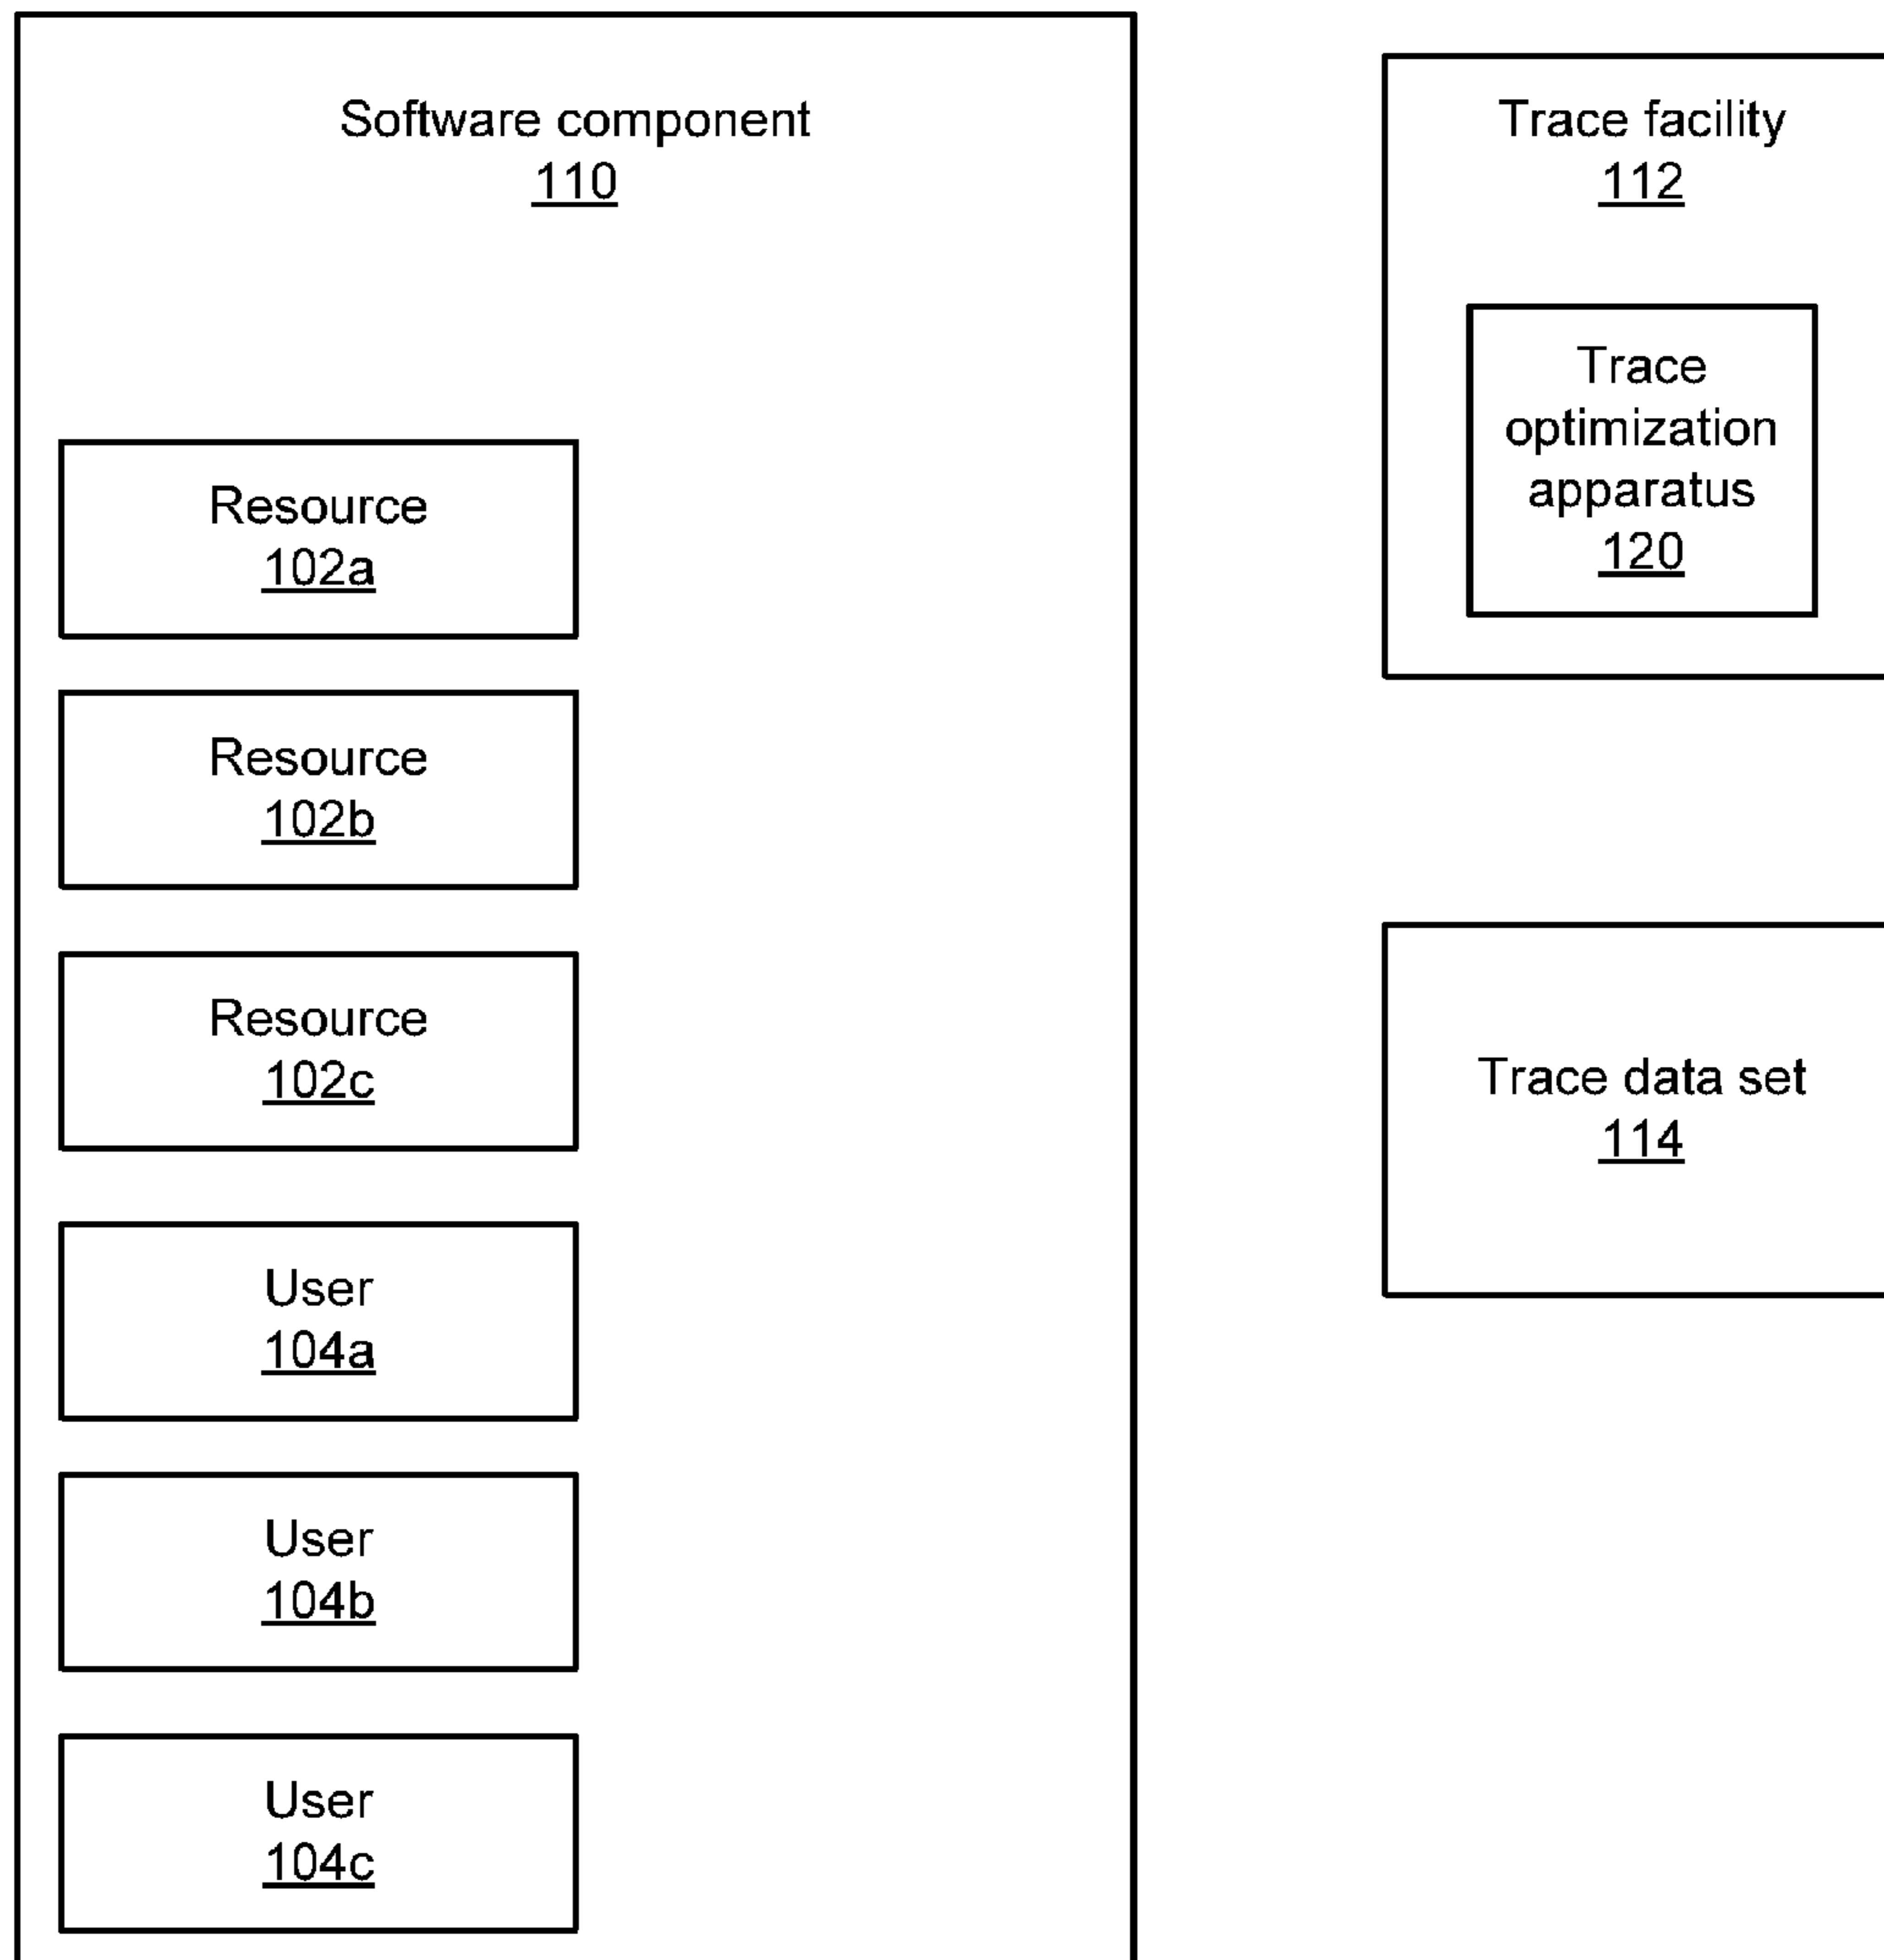 Software component
110
Resource
102a
Resource
102b
Resource
102c
User
104a
User
104b
User
104c
Trace facility
112
Trace
optimization
apparatus
120
Trace data set
114